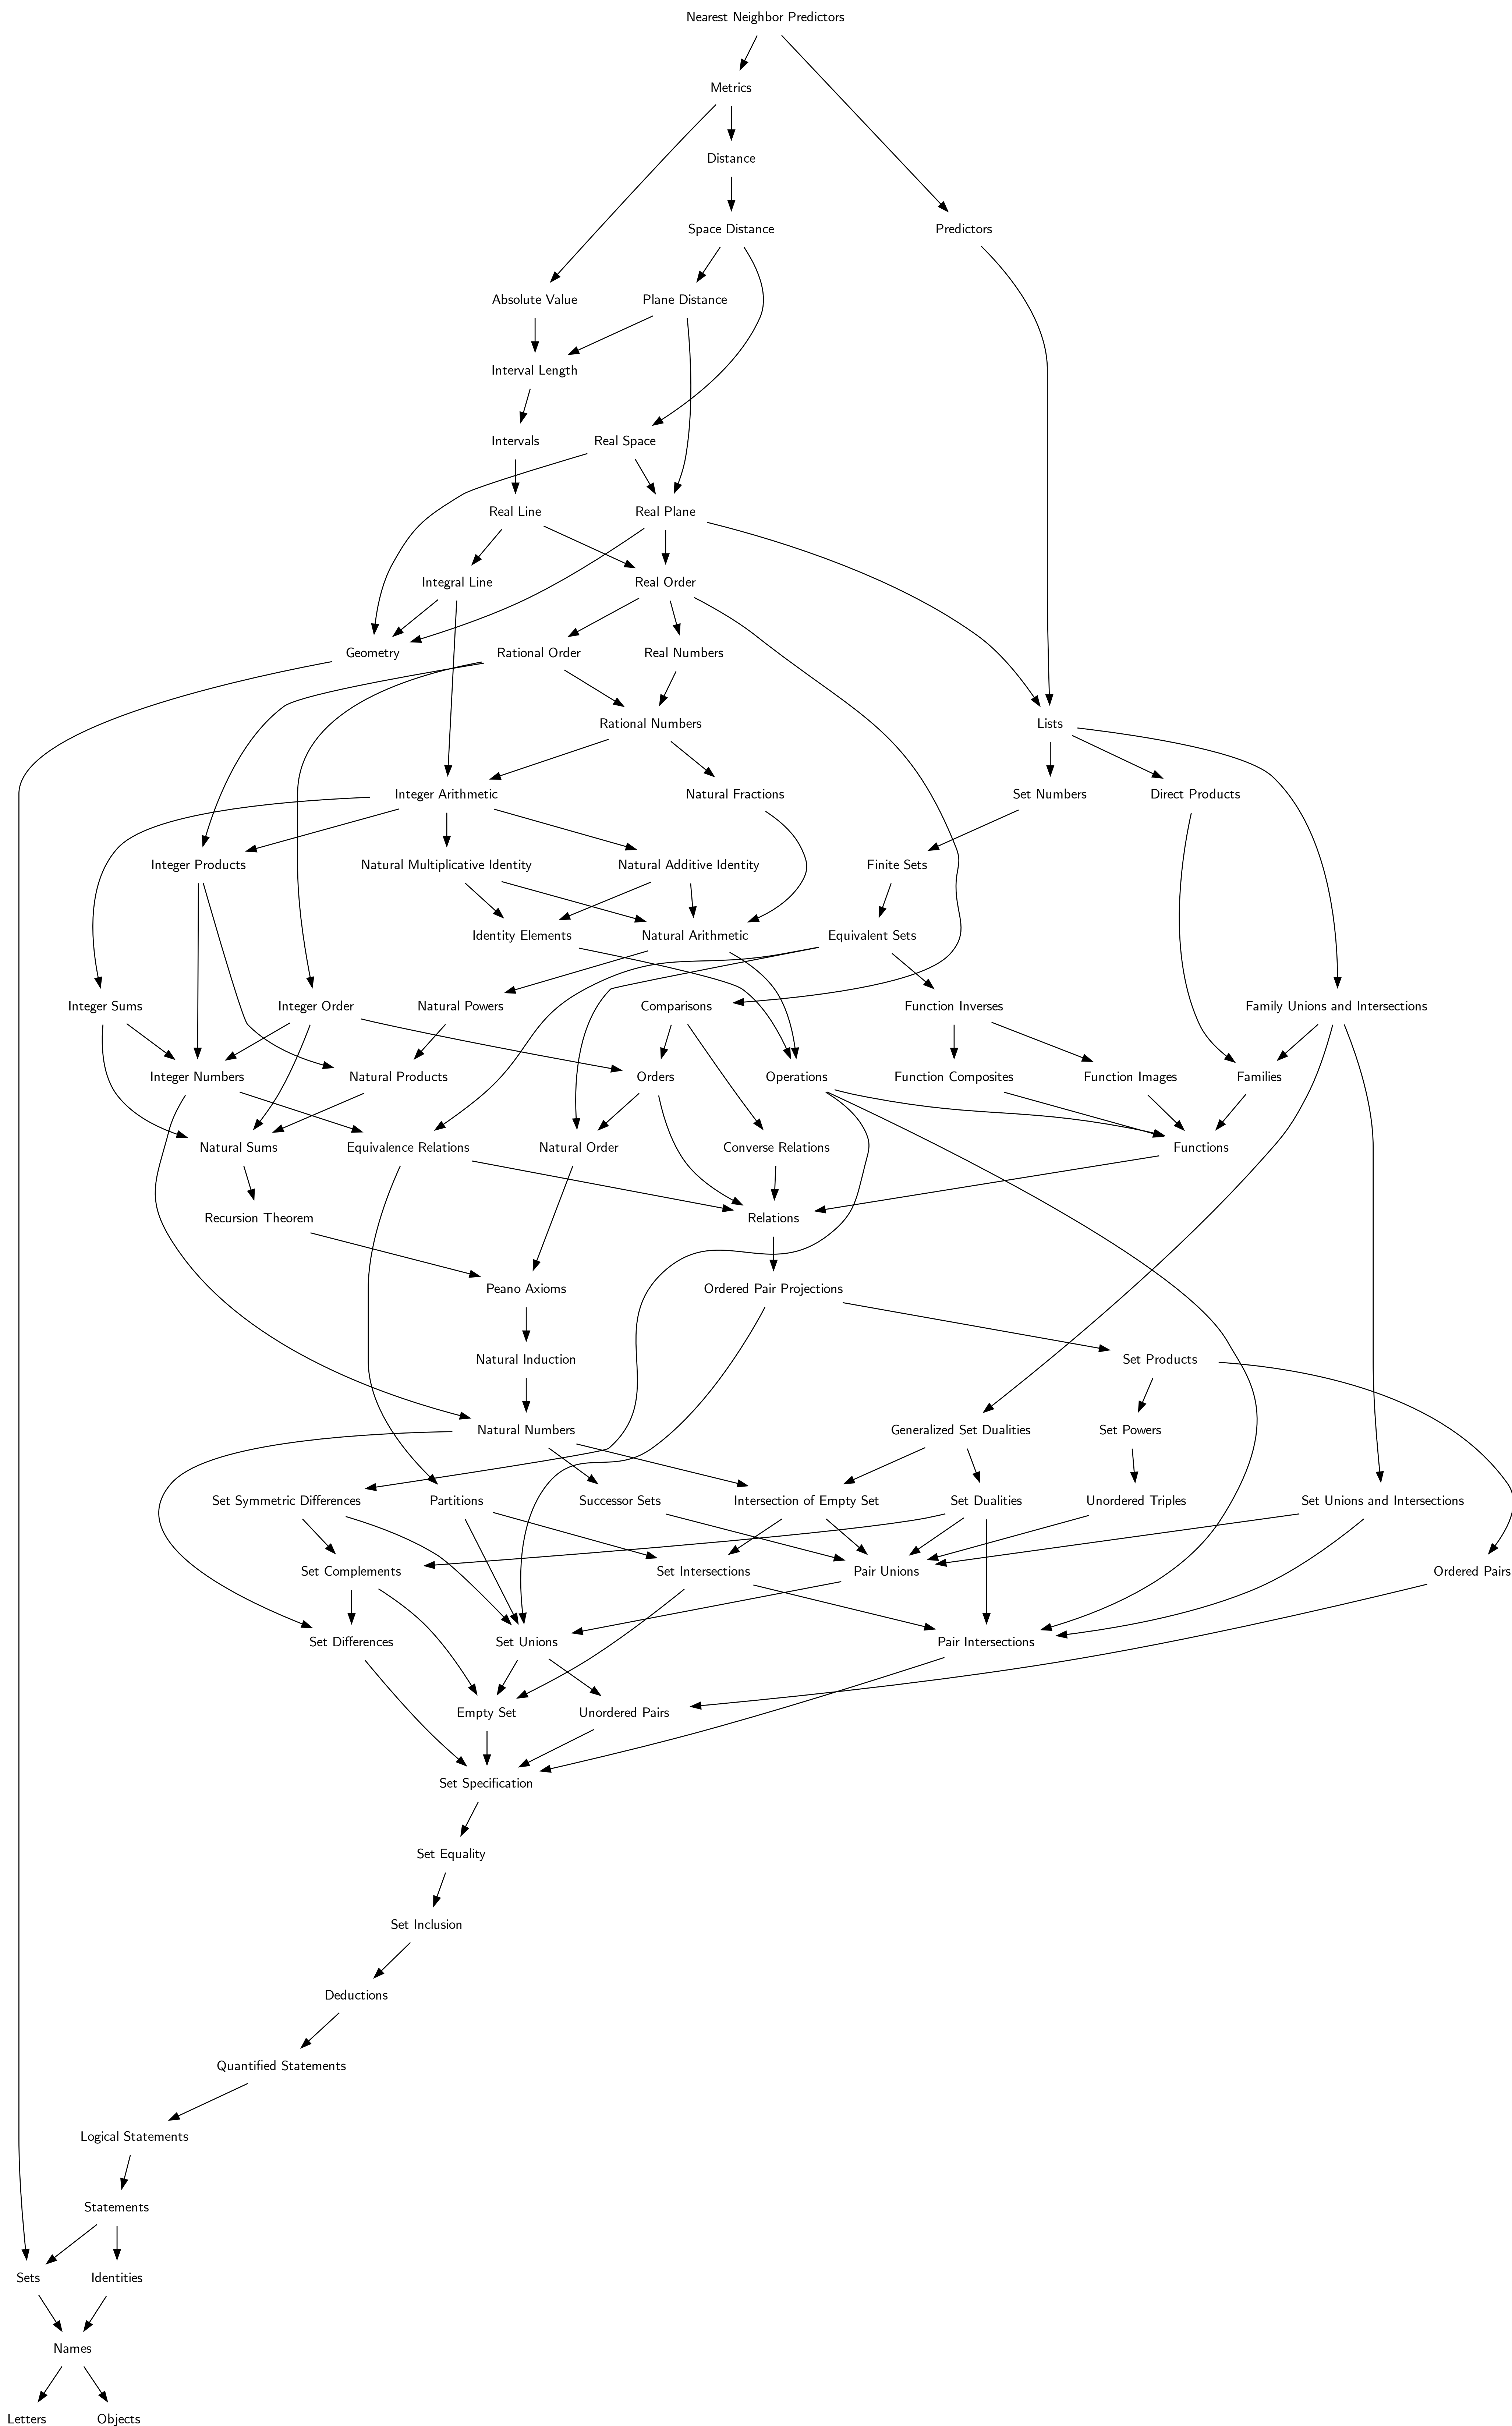 Nearest Neighbor Predictors
Metrics
Distance
Space Distance
Predictors
Absolute Value
Plane Distance
Interval Length
Intervals
Real Space
Real Line
Real Plane
Integral Line
Real Order
Geometry
Rational Order
Real Numbers
Rational Numbers
Lists
Integer Arithmetic
Natural Fractions
Set Numbers
Direct Products
Integer Products
Natural Multiplicative Identity
Natural Additive Identity
Finite Sets
Identity Elements
Natural Arithmetic
Equivalent Sets
Integer Sums
Integer Order
Natural Powers
Comparisons
Function Inverses
Family Unions and Intersections
Integer Numbers
Natural Products
Orders
Operations
Function Composites
Function Images
Families
Natural Sums
Equivalence Relations
Natural Order
Converse Relations
Functions
Recursion Theorem
Relations
Peano Axioms
Ordered Pair Projections
Natural Induction
Set Products
Natural Numbers
Generalized Set Dualities
Set Powers
Set Symmetric Differences
Partitions
Successor Sets
Intersection of Empty Set
Set Dualities
Unordered Triples
Set Unions and Intersections
Set Complements
Set Intersections
Pair Unions
Ordered Pairs
Set Differences
Set Unions
Pair Intersections
Empty Set
Unordered Pairs
Set Specification
Set Equality
Set Inclusion
Deductions
Quantified Statements
Logical Statements
Statements
Sets
Identities
Names
Letters
Objects